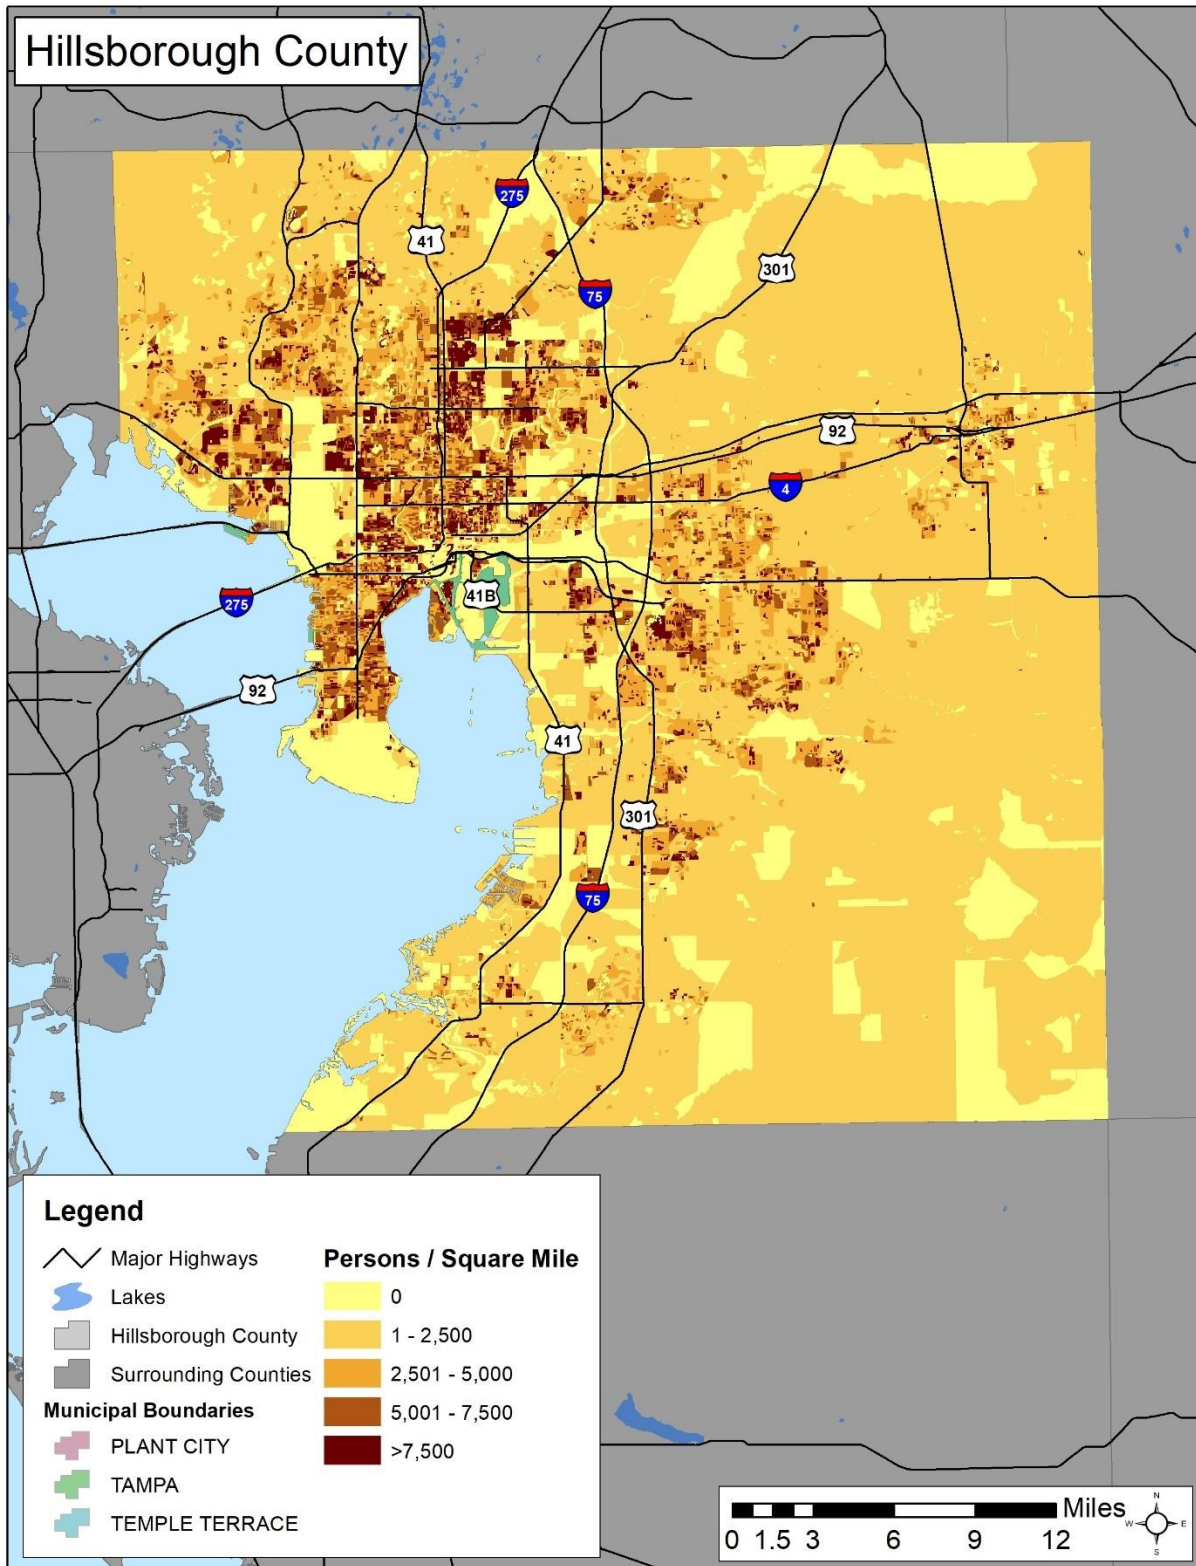 Hillsborough County
275
41
301
75
92
4
41B
275
92
41
301
75
Legend
Major Highways
Lakes
Hillsborough County
Surrounding Counties
Municipal Boundaries
PLANT CITY
TAMPA
TEMPLE TERRACE
Persons / Square Mile
0
1 - 2,500
2,501 - 5,000
5,001 - 7,500
>7,500
Miles
0 1.5 3 6 9 12
N
W E
S